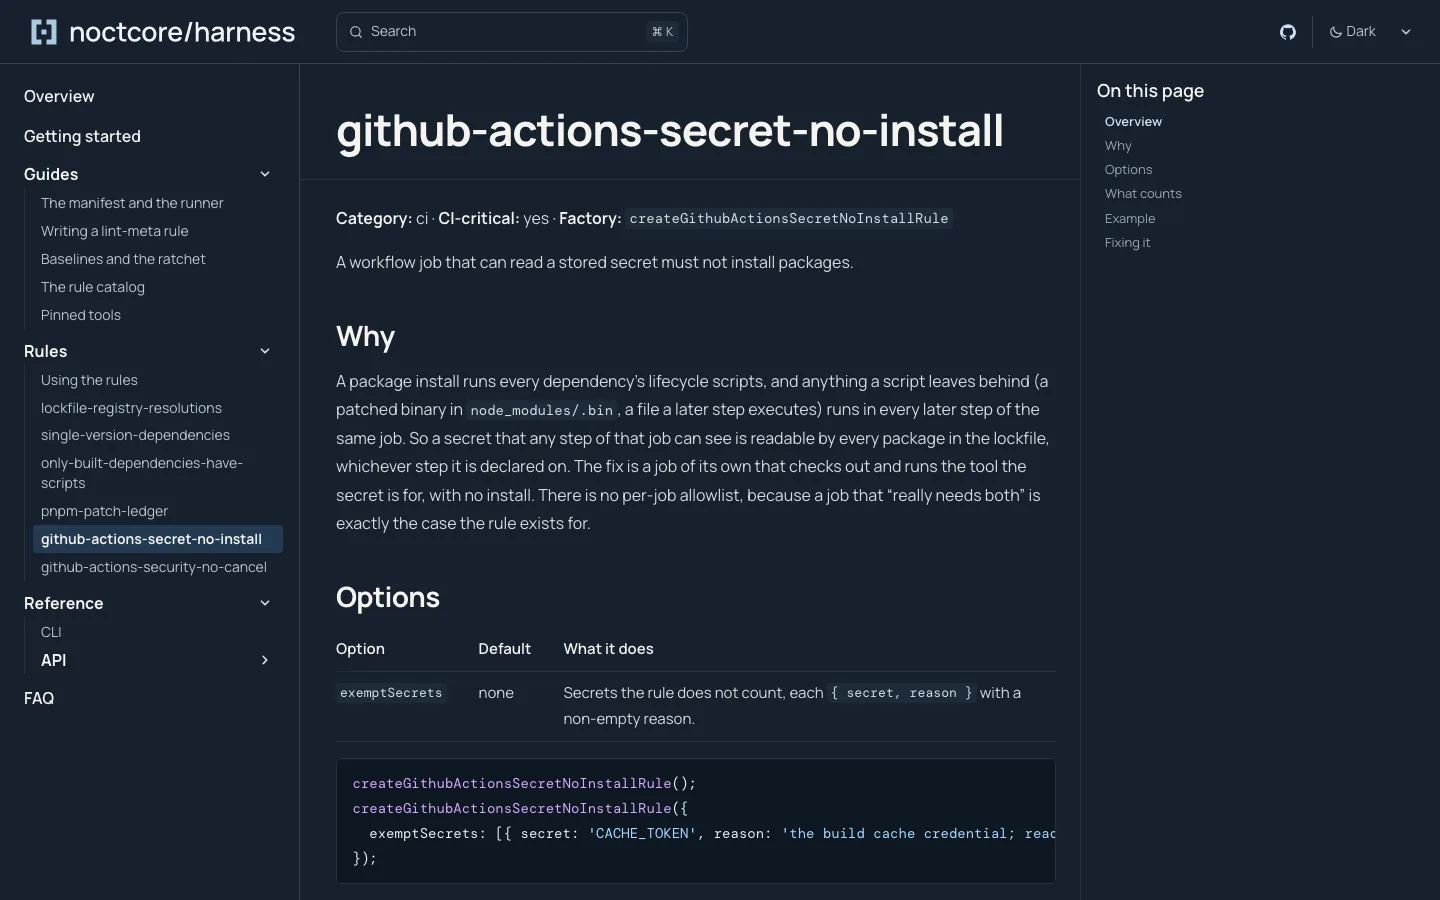 noctcore/harness
Search
⌘ K
Dark
Overview
Getting started
Guides
The manifest and the runner
Writing a lint-meta rule
Baselines and the ratchet
The rule catalog
Pinned tools
Rules
Using the rules
lockfile-registry-resolutions
single-version-dependencies
only-built-dependencies-have-
scripts
pnpm-patch-ledger
github-actions-secret-no-install
github-actions-security-no-cancel
Reference
CLI
API
FAQ
github-actions-secret-no-install
Category: ci · CI-critical: yes · Factory: createGithubActionsSecretNoInstallRule
A workflow job that can read a stored secret must not install packages.
Why
A package install runs every dependency’s lifecycle scripts, and anything a script leaves behind (a
patched binary in node_modules/.bin, a file a later step executes) runs in every later step of the
same job. So a secret that any step of that job can see is readable by every package in the lockfile,
whichever step it is declared on. The fix is a job of its own that checks out and runs the tool the
secret is for, with no install. There is no per-job allowlist, because a job that “really needs both” is
exactly the case the rule exists for.
Options
Option Default What it does
exemptSecrets none Secrets the rule does not count, each { secret, reason } with a
non-empty reason.
createGithubActionsSecretNoInstallRule();
createGithubActionsSecretNoInstallRule({
  exemptSecrets: [{ secret: 'CACHE_TOKEN', reason: 'the build cache credential; read
});
On this page
Overview
Why
Options
What counts
Example
Fixing it